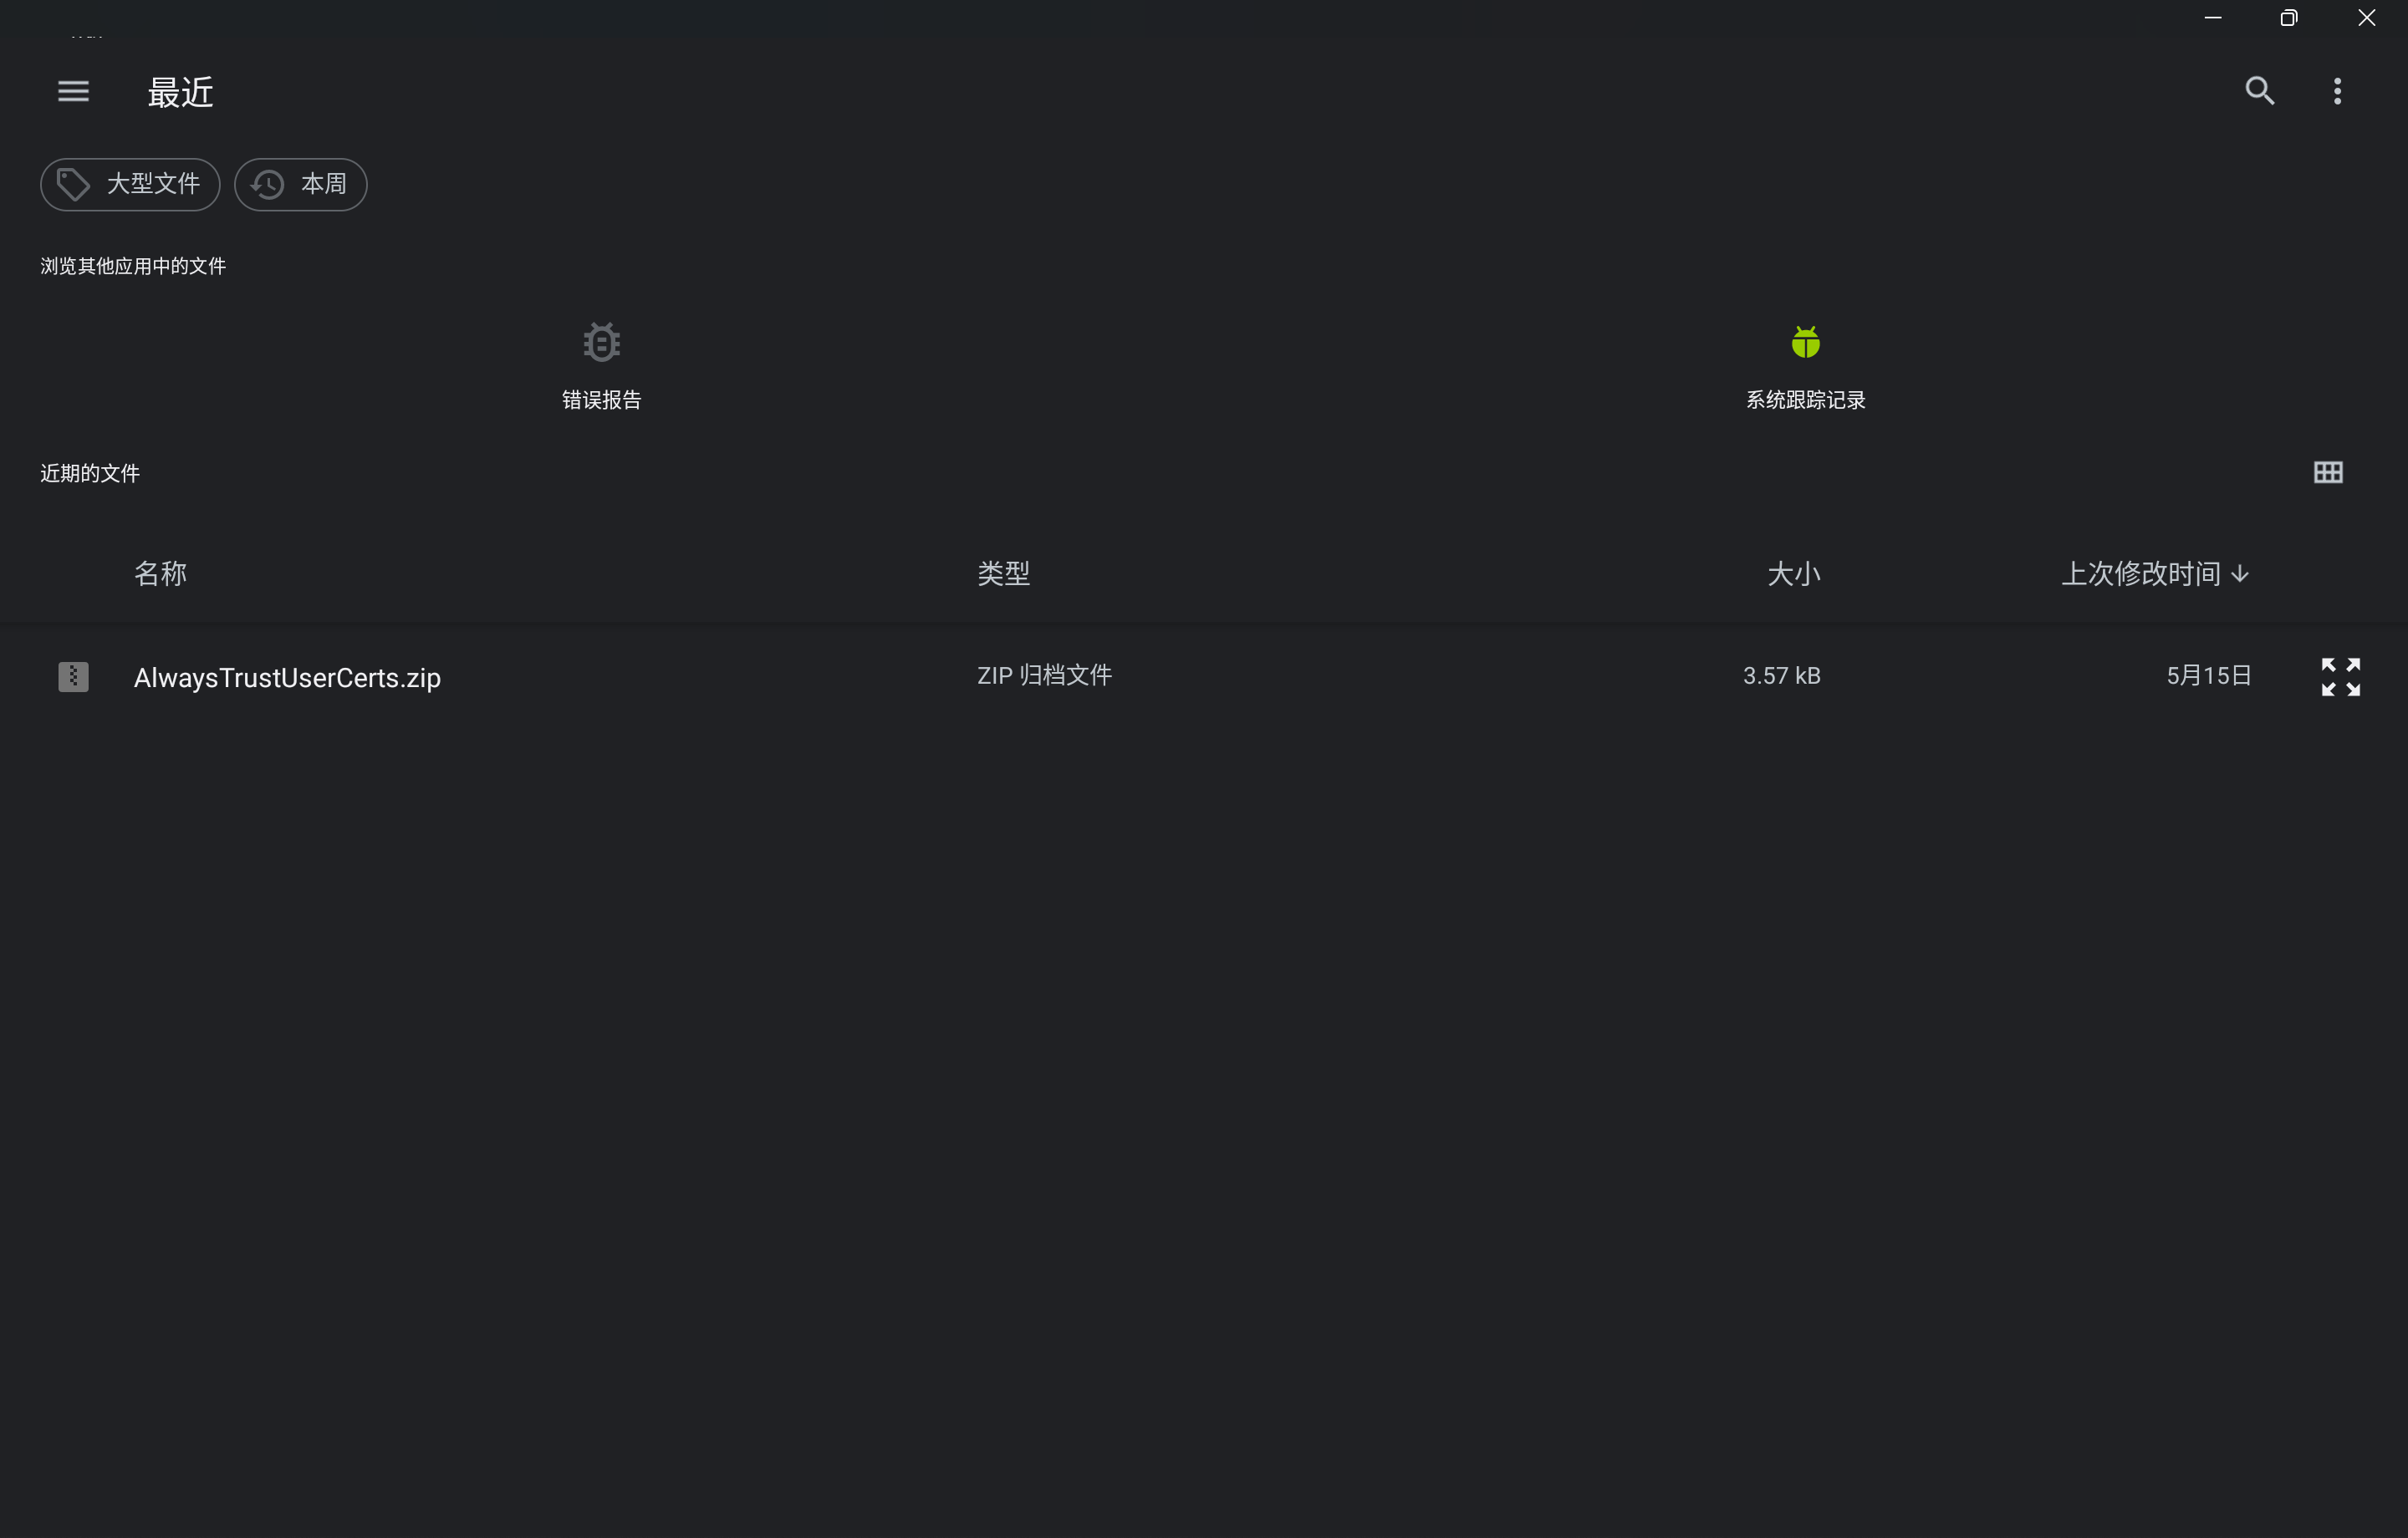 最近
大型文件
本周
浏览其他应用中的文件
错误报告
系统跟踪记录
近期的文件
名称 类型 大小 上次修改时间
AlwaysTrustUserCerts.zip ZIP 归档文件 3.57 kB 5月15日